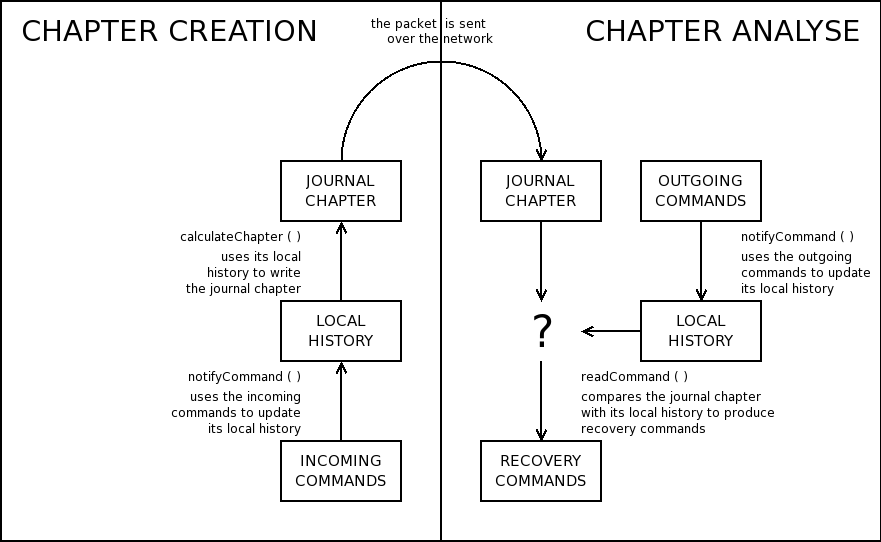 CHAPTER CREATION
the packet is sent
over the network
CHAPTER ANALYSE
JOURNAL
CHAPTER
calculateChapter ( )
uses its local
history to write
the journal chapter
LOCAL
HISTORY
notifyCommand ( )
uses the incoming
commands to update
its local history
INCOMING
COMMANDS
JOURNAL
CHAPTER
OUTGOING
COMMANDS
notifyCommand ( )
uses the outgoing
commands to update
its local history
?
LOCAL
HISTORY
readCommand ( )
compares the journal chapter
with its local history to produce
recovery commands
RECOVERY
COMMANDS